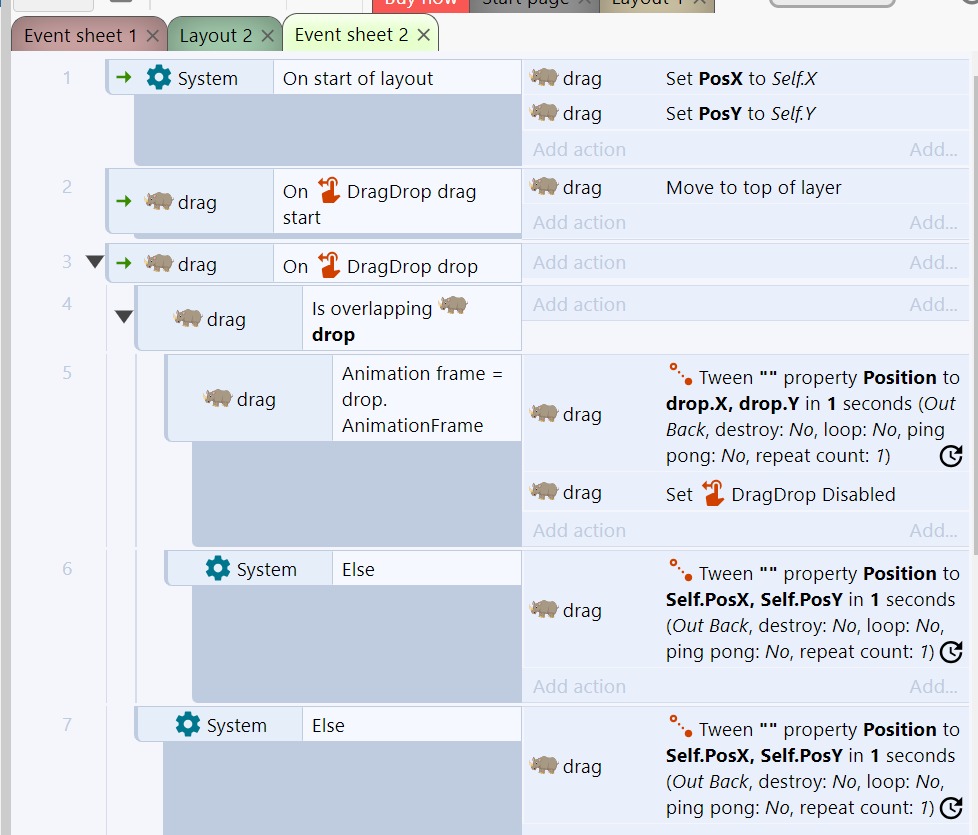 Buy now
Start page
Layout 1
Event sheet 1
Layout 2
Event sheet 2
1
System
On start of layout
drag
Set PosX to Self.X
drag
Set PosY to Self.Y
Add action
Add...
2
drag
On DragDrop drag
start
drag
Move to top of layer
Add action
Add...
3
drag
On DragDrop drop
Add action
Add...
4
drag
Is overlapping
drop
Add action
Add...
5
drag
Animation frame =
drop.
AnimationFrame
drag
Tween "" property Position to
drop.X, drop.Y in 1 seconds (Out
Back, destroy: No, loop: No, ping
pong: No, repeat count: 1)
drag
Set DragDrop Disabled
Add action
Add...
6
System
Else
drag
Tween "" property Position to
Self.PosX, Self.PosY in 1 seconds
(Out Back, destroy: No, loop: No,
ping pong: No, repeat count: 1)
Add action
Add...
7
System
Else
drag
Tween "" property Position to
Self.PosX, Self.PosY in 1 seconds
(Out Back, destroy: No, loop: No,
ping pong: No, repeat count: 1)